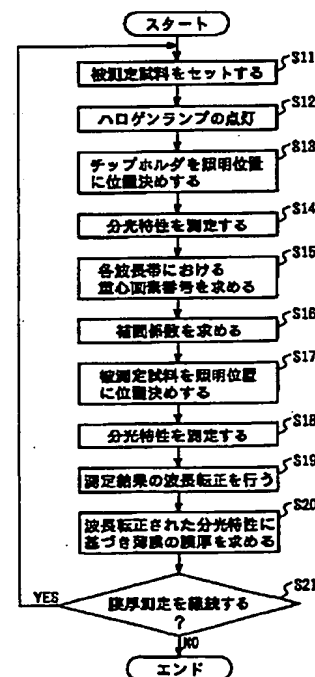 スタート
S11
被測定試料をセットする
S12
ハロゲンランプの点灯
S13
チップホルダを照明位置
に位置決めする
S14
分光特性を測定する
S15
各波長帯における
重心画素番号を求める
S16
補間係数を求める
S17
被測定試料を照明位置
に位置決めする
S18
分光特性を測定する
S19
測定結果の波長転正を行う
S20
波長転正された分光特性に
基づき薄膜の膜厚を求める
S21
YES
膜厚測定を継続する
?
NO
エンド